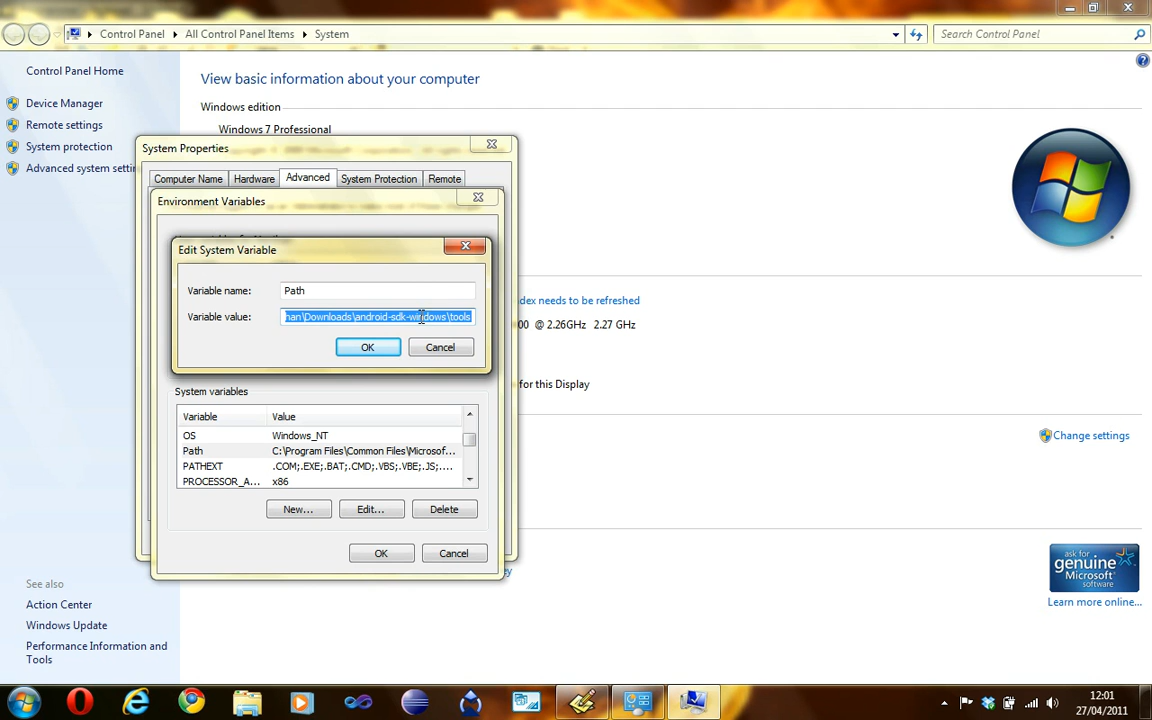 Control Panel
All Control Panel Items
System
Search Control Panel
Control Panel Home
View basic information about your computer
Device Manager
Windows edition
Remote settings
Windows 7 Professional
System protection
System Properties
Advanced system setti
Computer Name
Hardware
Advanced
System Protection
Remote
Environment Variables
Edit System Variable
Variable name:
Path
dex needs to be refreshed
Variable value:
nan\Downloads\android-sdk-windows\tools
00 @ 2.26GHz 2.27 GHz
OK
Cancel
for this Display
System variables
Variable
Value
OS
Windows_NT
Path
C:\Program Files\Common Files\Microsof...
Change settings
PATHEXT
.COM;.EXE;.BAT;.CMD;.VBS;.VBE;.JS;....
PROCESSOR_A...
x86
New...
Edit...
Delete
OK
Cancel
ask for
genuine
Microsoft
software
Learn more online...
See also
Action Center
Windows Update
Performance Information and
Tools
12:01
27/04/2011